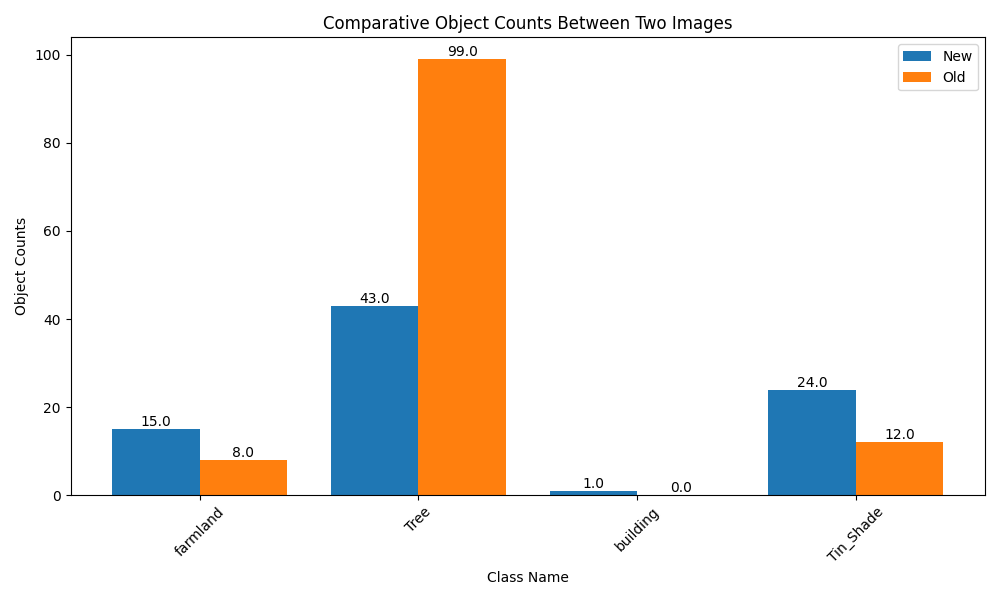 Comparative Object Counts Between Two Images
New
Old
Object Counts
100
80
60
40
20
0
15.0
8.0
43.0
99.0
1.0
0.0
24.0
12.0
farmland
Tree
building
Tin_Shade
Class Name